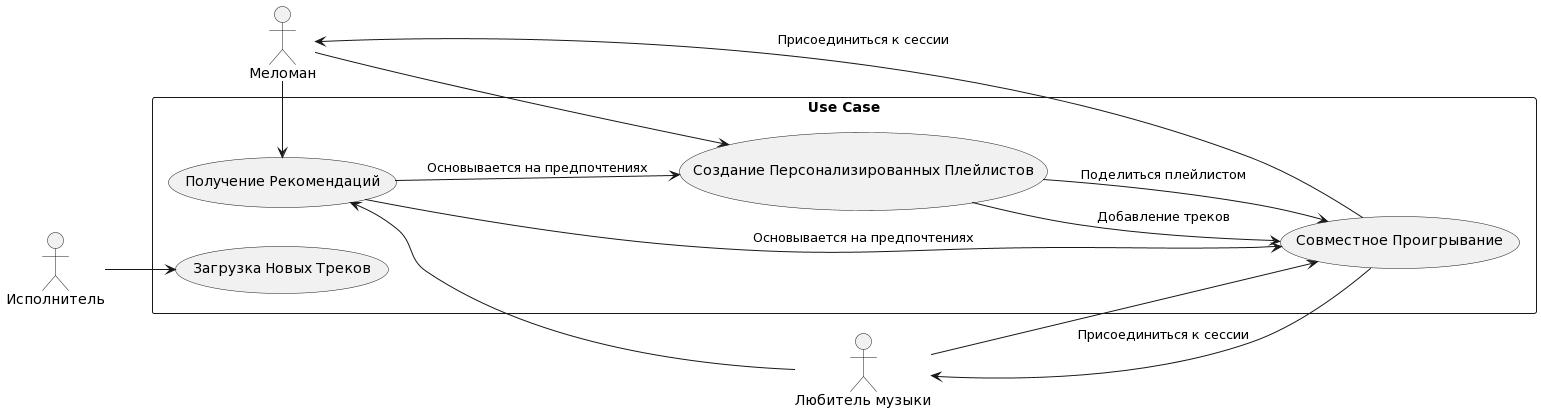 Присоединиться к сессии
Меломан
Use Case
Основывается на предпочтениях
Создание Персонализированных Плейлистов
Поделиться плейлистом
Получение Рекомендаций
Добавление треков
Основывается на предпочтениях
Совместное Проигрывание
Загрузка Новых Треков
Исполнитель
Присоединиться к сессии
Любитель музыки